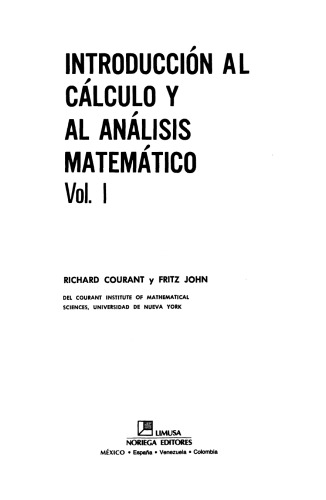 INTRODUCCIÓN AL
CÁLCULO Y
AL ANÁLISIS
MATEMÁTICO
Vol. I
RICHARD COURANT y FRITZ JOHN
DEL COURANT INSTITUTE OF MATHEMATICAL
SCIENCES, UNIVERSIDAD DE NUEVA YORK
LIMUSA
NORIEGA EDITORES
MÉXICO • España • Venezuela • Colombia